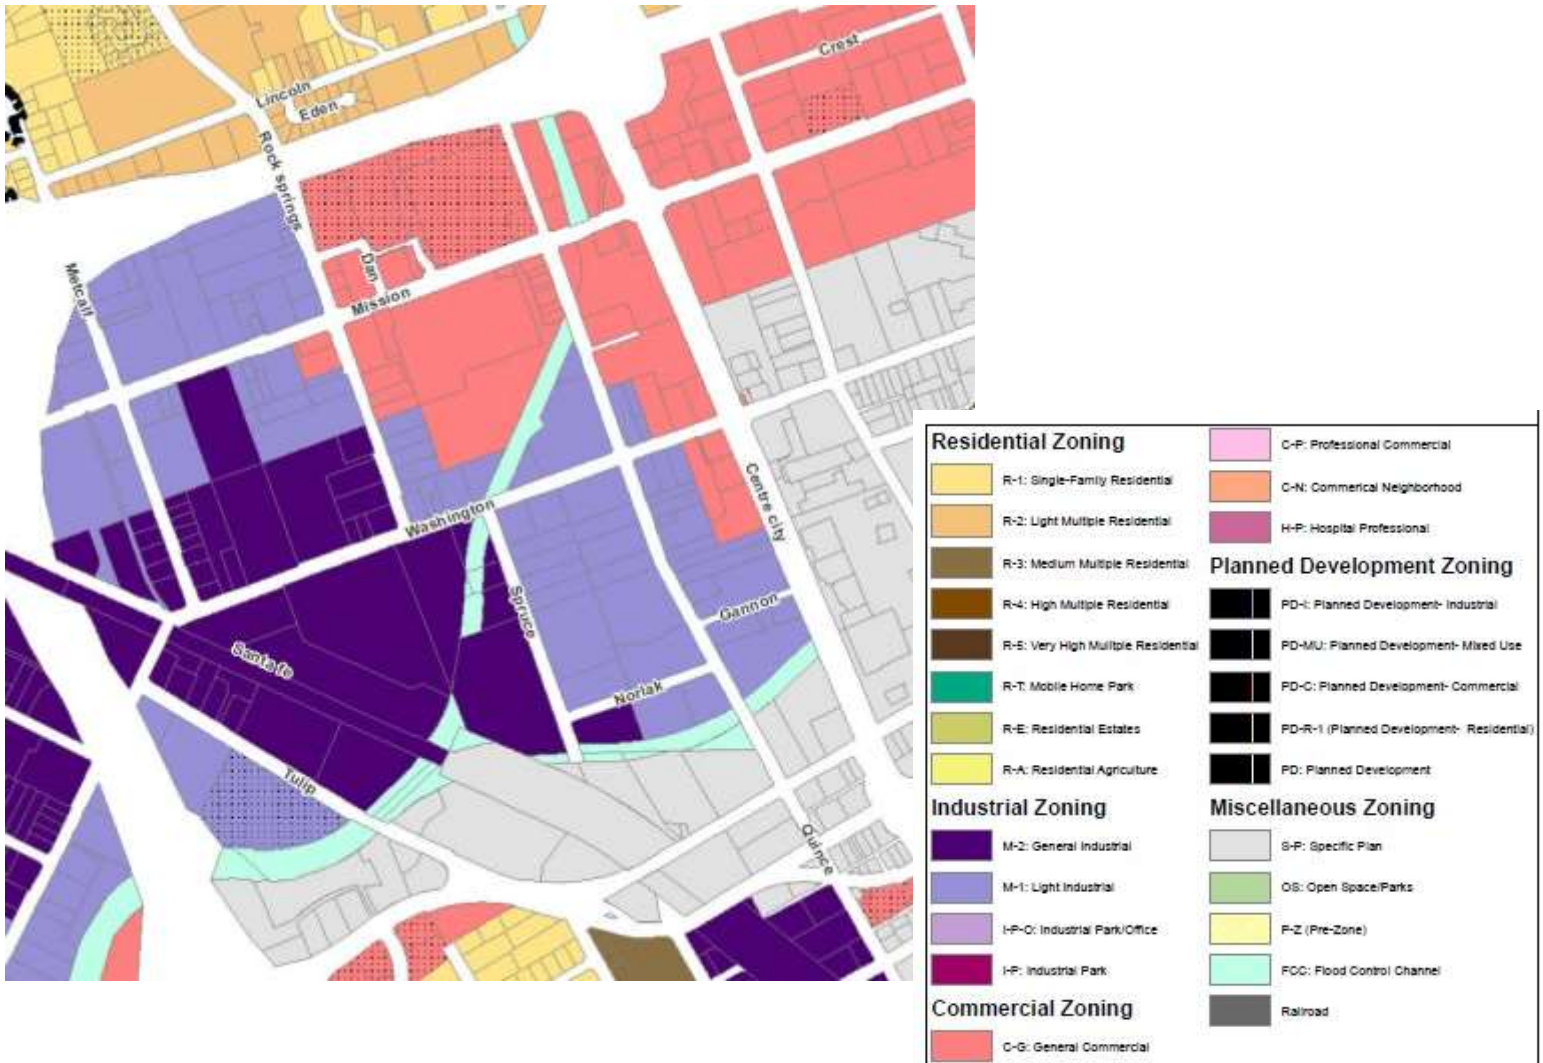 Crest
Lincoln
Eden
Rock springs
Dan
Metcalf
Mission
Washington
Centre city
Spruce
Gannon
Santa fe
Norlak
Tulip
Quince
Residential Zoning
R-1: Single-Family Residential
R-2: Light Multiple Residential
R-3: Medium Multiple Residential
R-4: High Multiple Residential
R-5: Very High Mulitple Residential
R-T: Mobile Home Park
R-E: Residential Estates
R-A: Residential Agriculture
Industrial Zoning
M-2: General Industrial
M-1: Light Industrial
I-P-O: Industrial Park/Office
I-P: Industrial Park
Commercial Zoning
C-G: General Commercial
C-P: Professional Commercial
C-N: Commerical Neighborhood
H-P: Hospital Professional
Planned Development Zoning
PD-I: Planned Development- Industrial
PD-MU: Planned Development- Mixed Use
PD-C: Planned Development- Commercial
PD-R-1 (Planned Development- Residential)
PD: Planned Development
Miscellaneous Zoning
S-P: Specific Plan
OS: Open Space/Parks
P-Z (Pre-Zone)
FCC: Flood Control Channel
Railroad